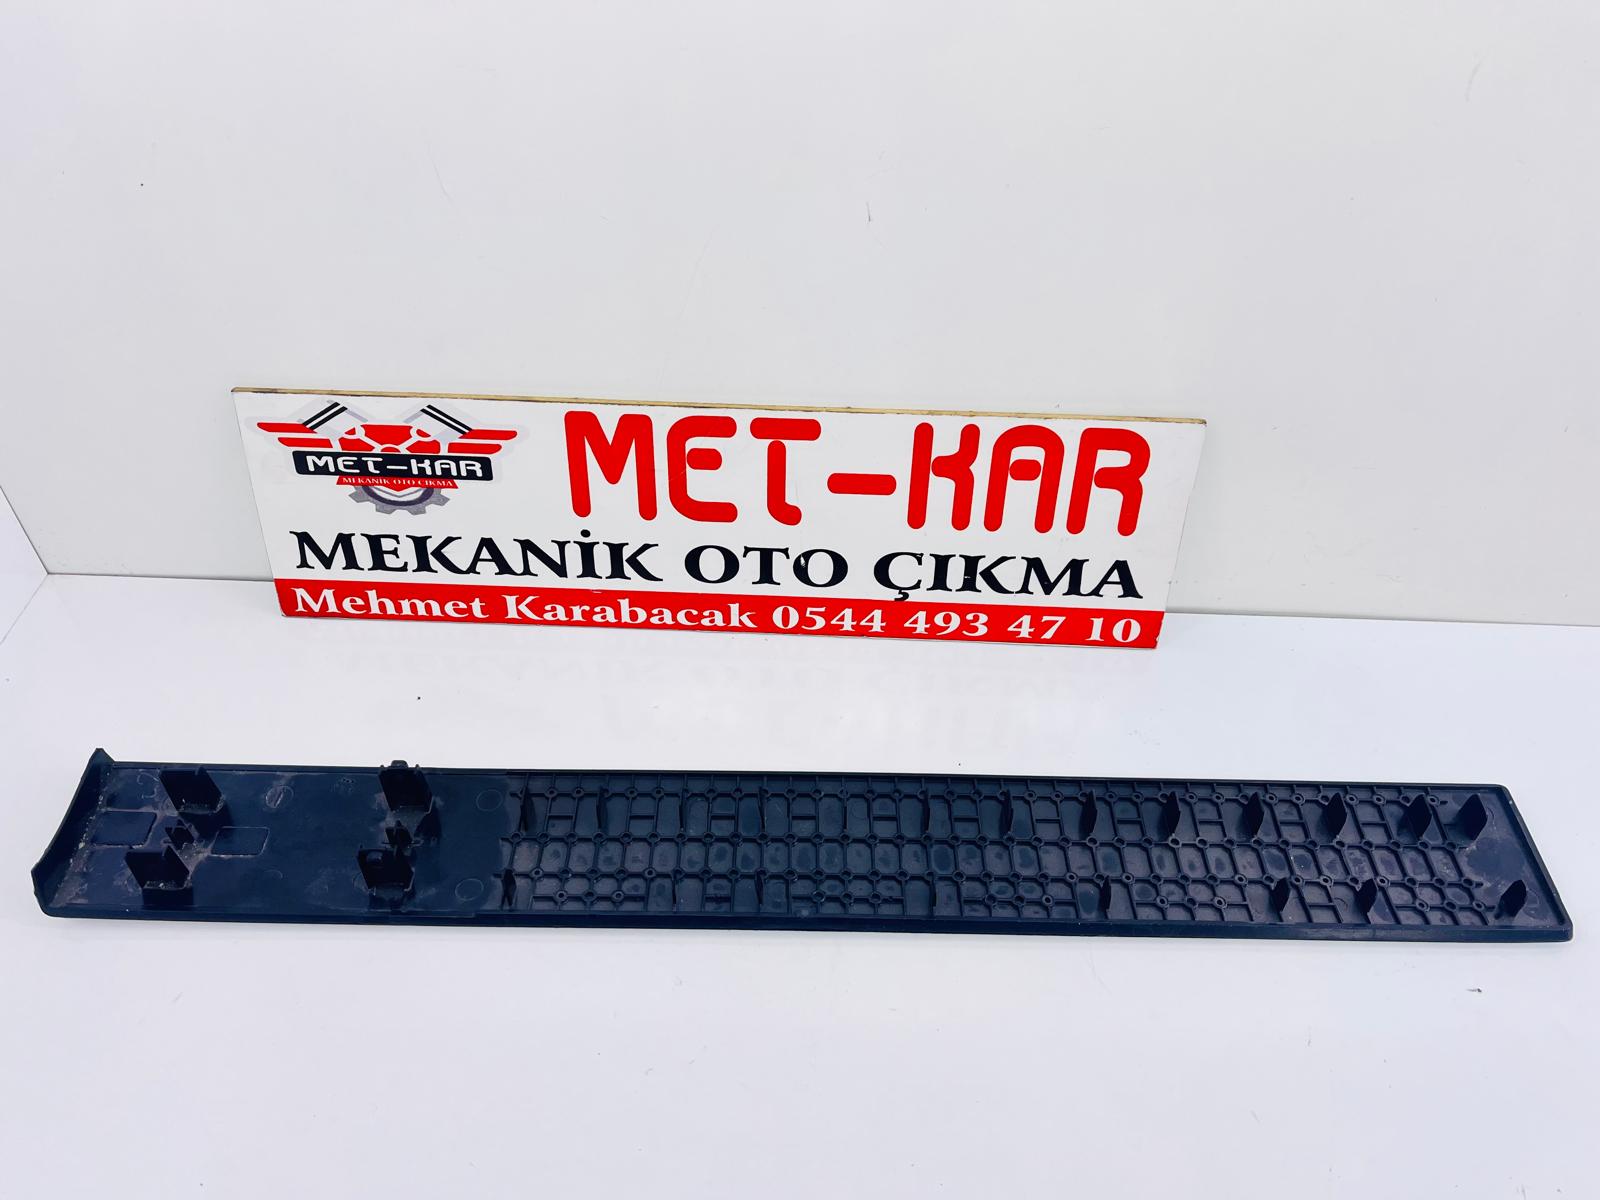 MET-KAR
MEKANİK OTO ÇIKMA
MET-KAR
MEKANİK OTO ÇIKMA
Mehmet Karabacak 0544 493 47 10